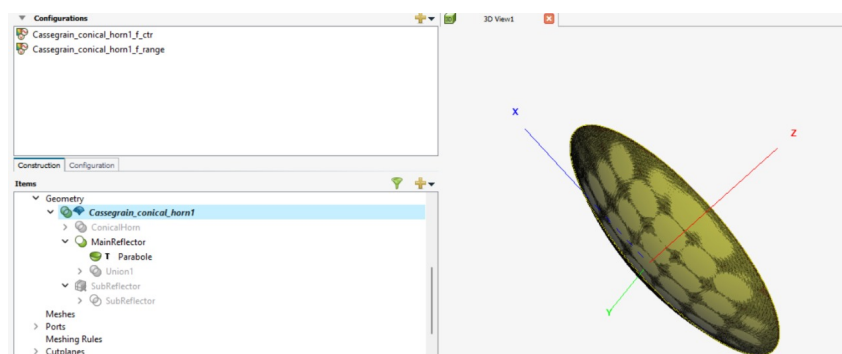 Configurations
3D View1
Cassegrain_conical_horn1_f_ctr
Cassegrain_conical_horn1_f_range
Construction Configuration
Items
Geometry
Cassegrain_conical_horn1
ConicalHorn
MainReflector
T Parabole
Union1
SubReflector
SubReflector
Meshes
Ports
Meshing Rules
Cutplanes
X
Z
Y